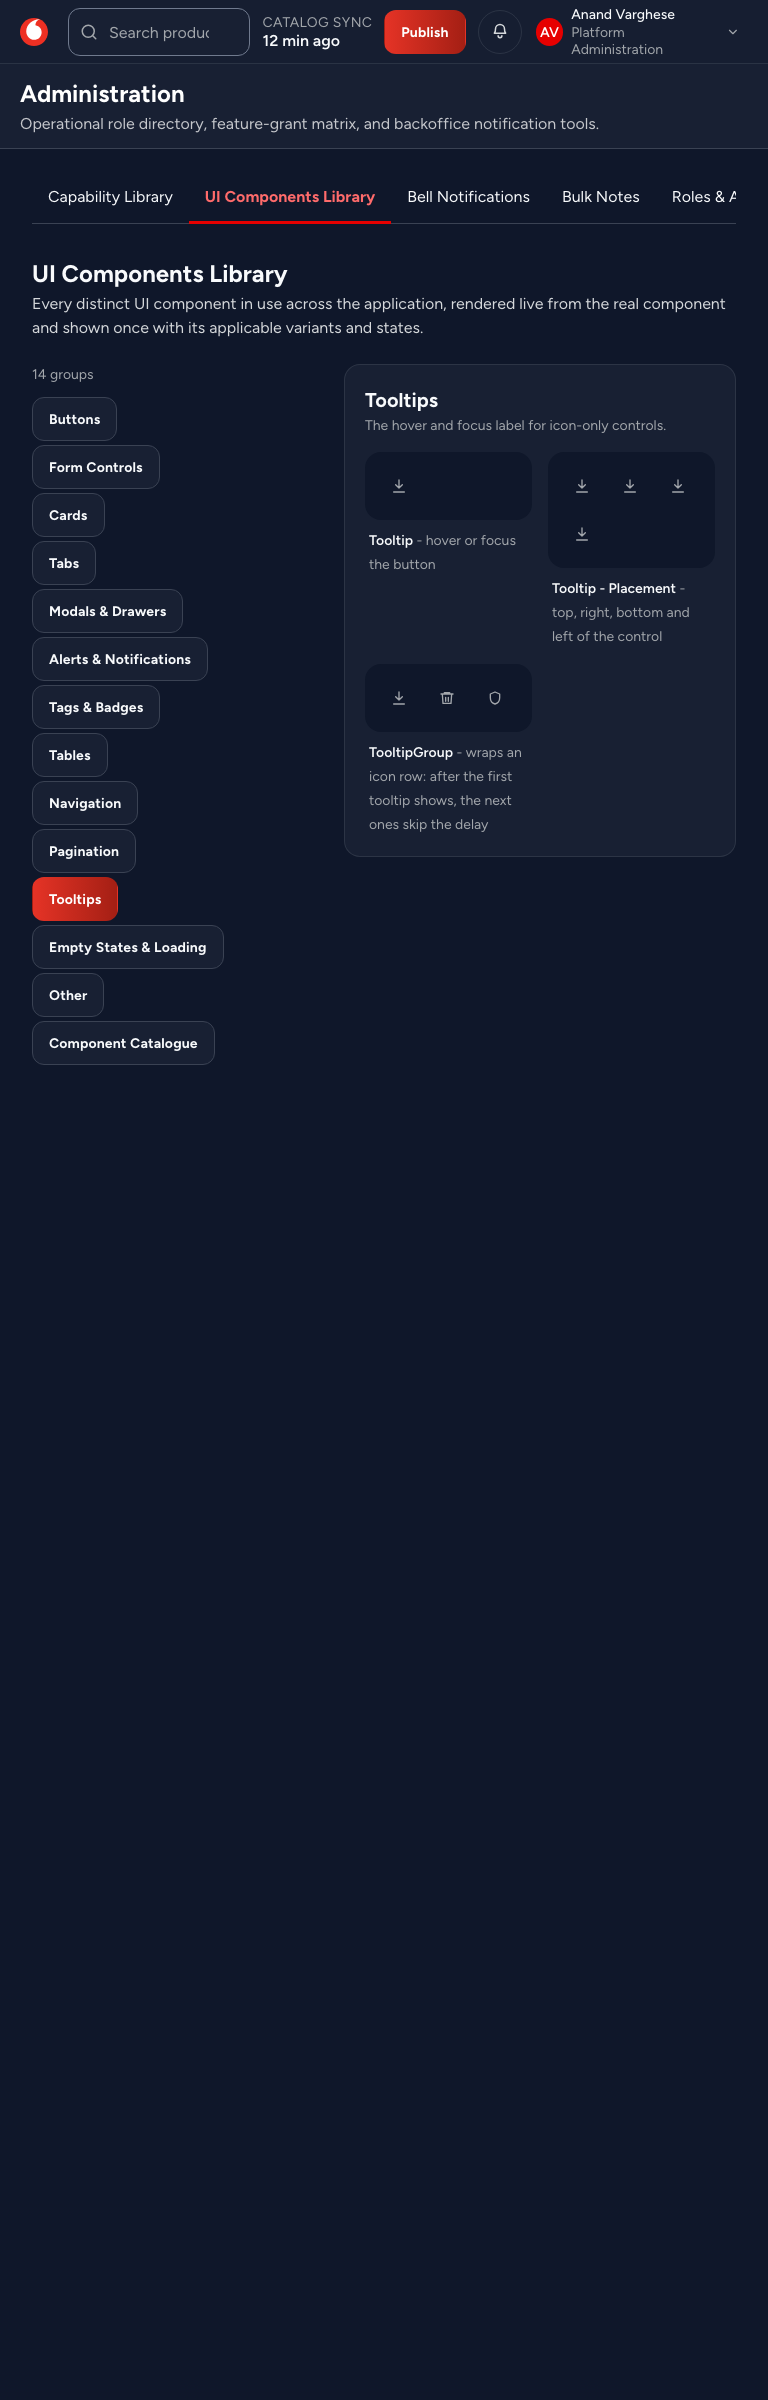 Search produc
CATALOG SYNC
12 min ago
Publish
AV
Anand Varghese
Platform
Administration
Administration
Operational role directory, feature-grant matrix, and backoffice notification tools.
Capability Library
UI Components Library
Bell Notifications
Bulk Notes
Roles & A
UI Components Library
Every distinct UI component in use across the application, rendered live from the real component
and shown once with its applicable variants and states.
14 groups
Buttons
Form Controls
Cards
Tabs
Modals & Drawers
Alerts & Notifications
Tags & Badges
Tables
Navigation
Pagination
Tooltips
Empty States & Loading
Other
Component Catalogue
Tooltips
The hover and focus label for icon-only controls.
Tooltip - hover or focus
the button
Tooltip - Placement -
top, right, bottom and
left of the control
TooltipGroup - wraps an
icon row: after the first
tooltip shows, the next
ones skip the delay